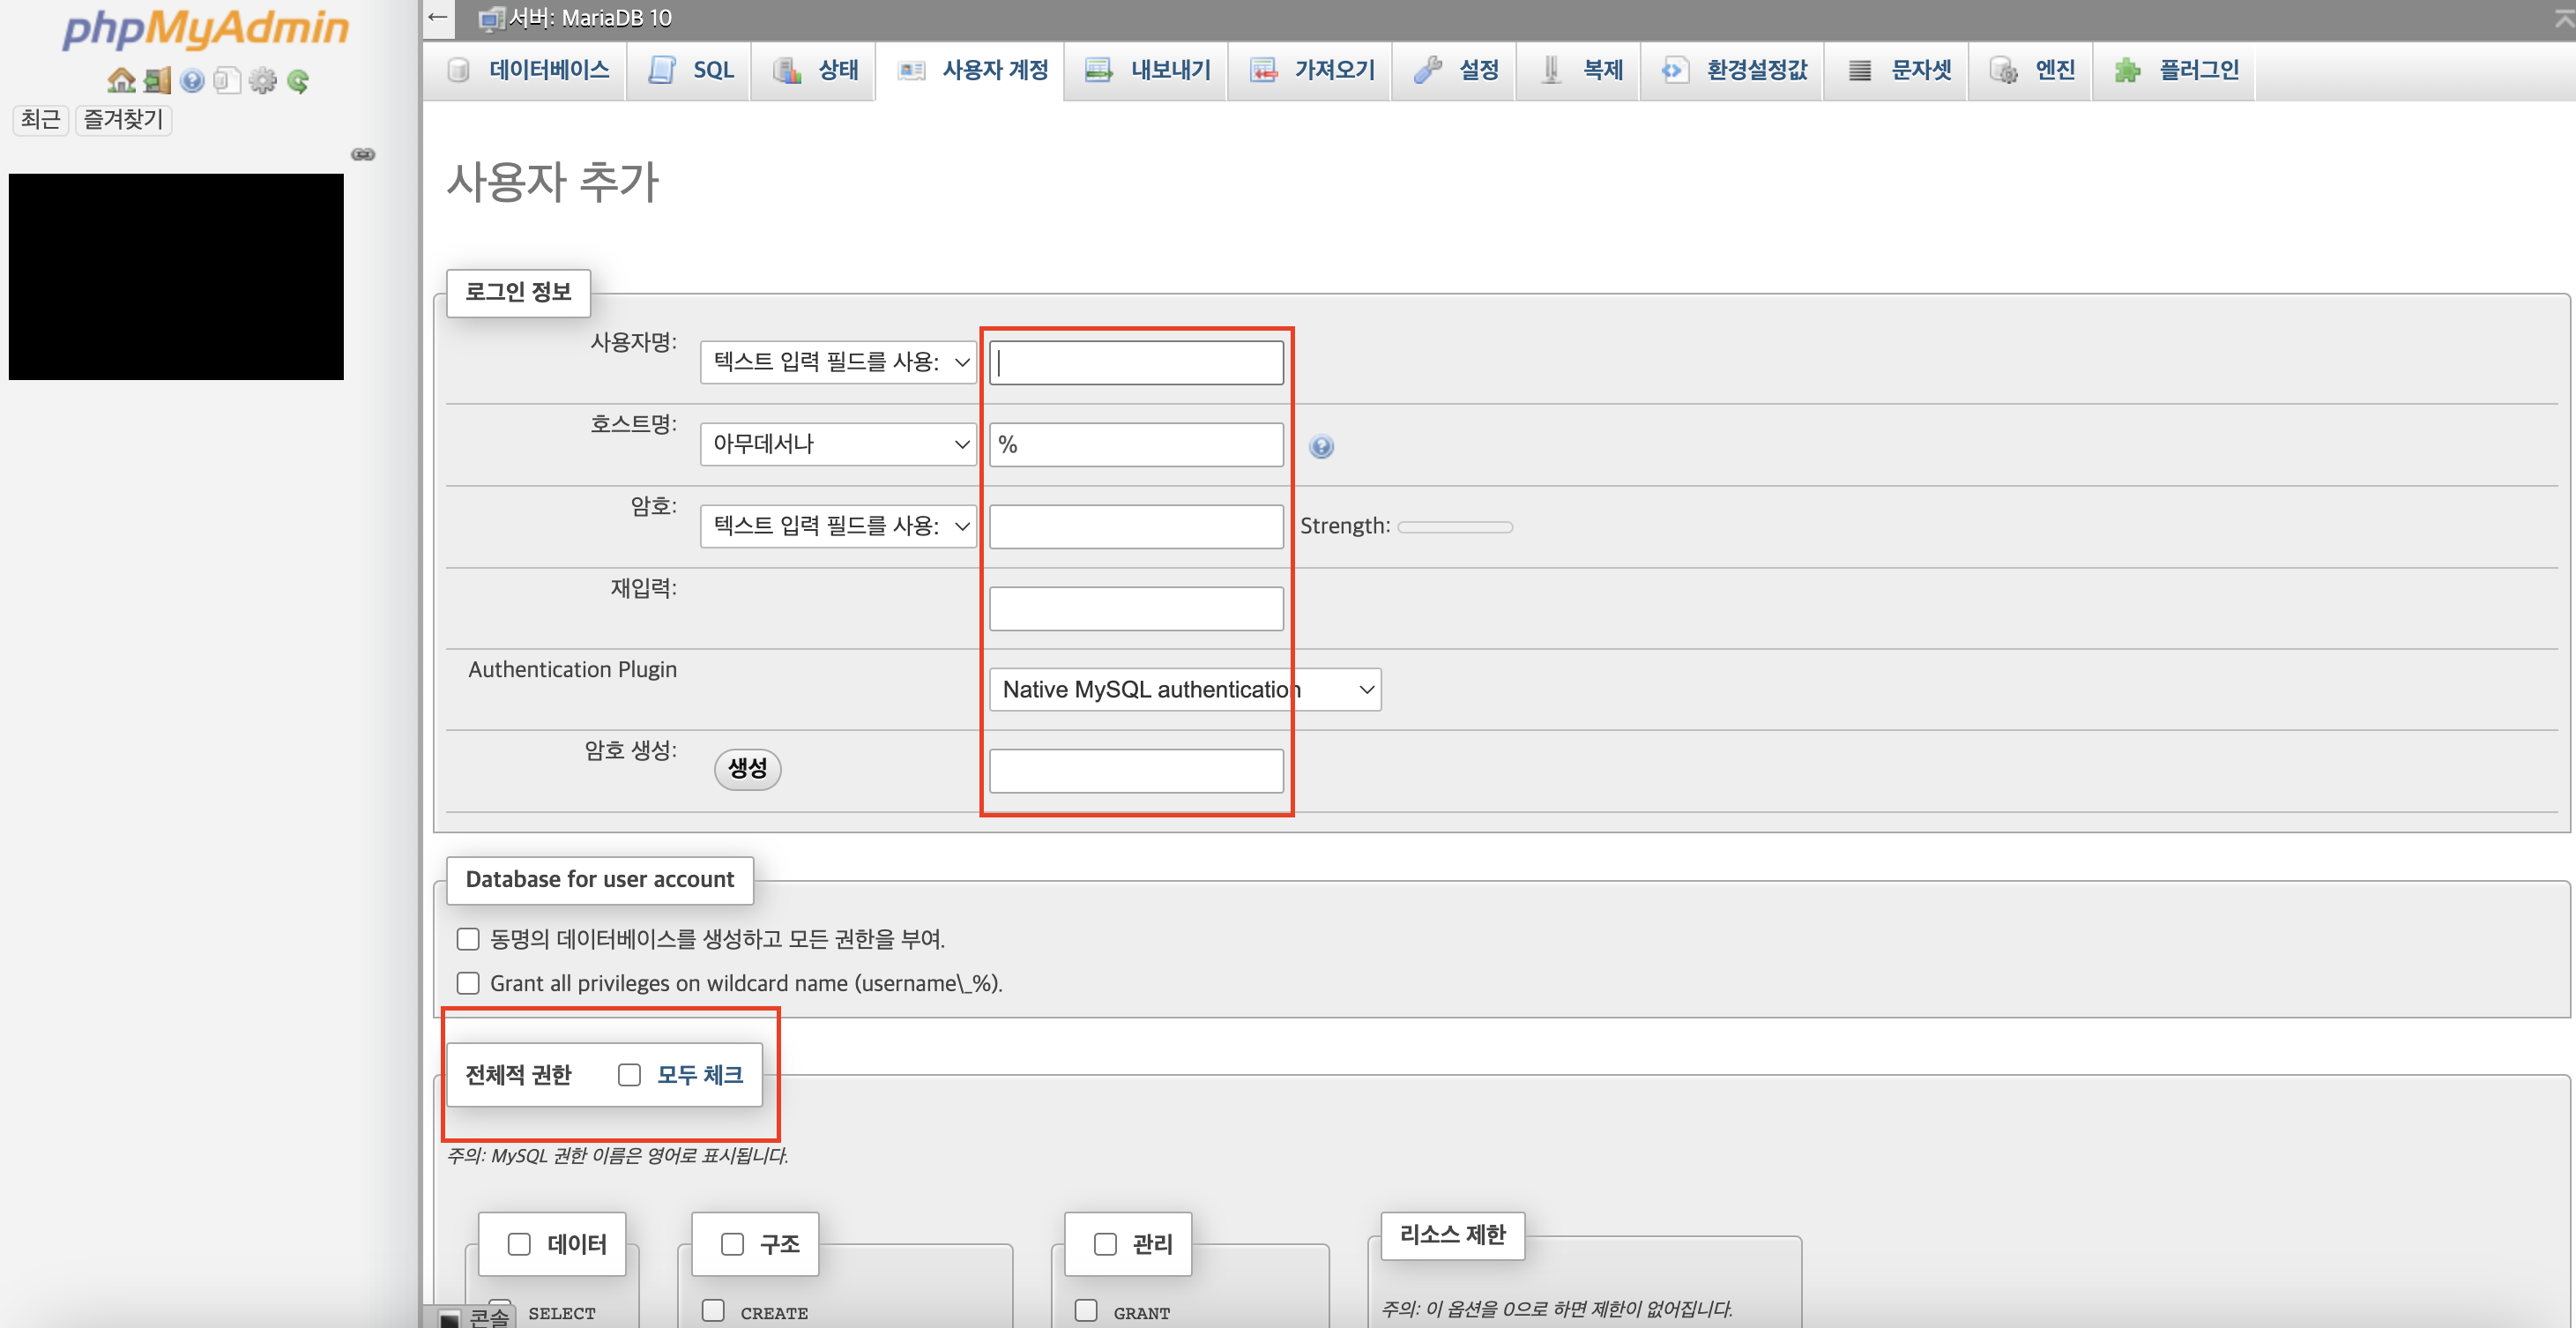 phpMyAdmin
최근 즐겨찾기
← 서버: MariaDB 10
데이터베이스 SQL 상태 사용자 계정 내보내기 가져오기 설정 복제 환경설정값 문자셋 엔진 플러그인
사용자 추가
로그인 정보
사용자명: 텍스트 입력 필드를 사용:
호스트명: 아무데서나 %
암호: 텍스트 입력 필드를 사용: Strength:
재입력:
Authentication Plugin Native MySQL authentication
암호 생성: 생성
Database for user account
동명의 데이터베이스를 생성하고 모든 권한을 부여.
Grant all privileges on wildcard name (username\_%).
전체적 권한 모두 체크
주의: MySQL 권한 이름은 영어로 표시됩니다.
데이터 구조 관리 리소스 제한
콘솔 SELECT CREATE GRANT 주의: 이 옵션을 0으로 하면 제한이 없어집니다.